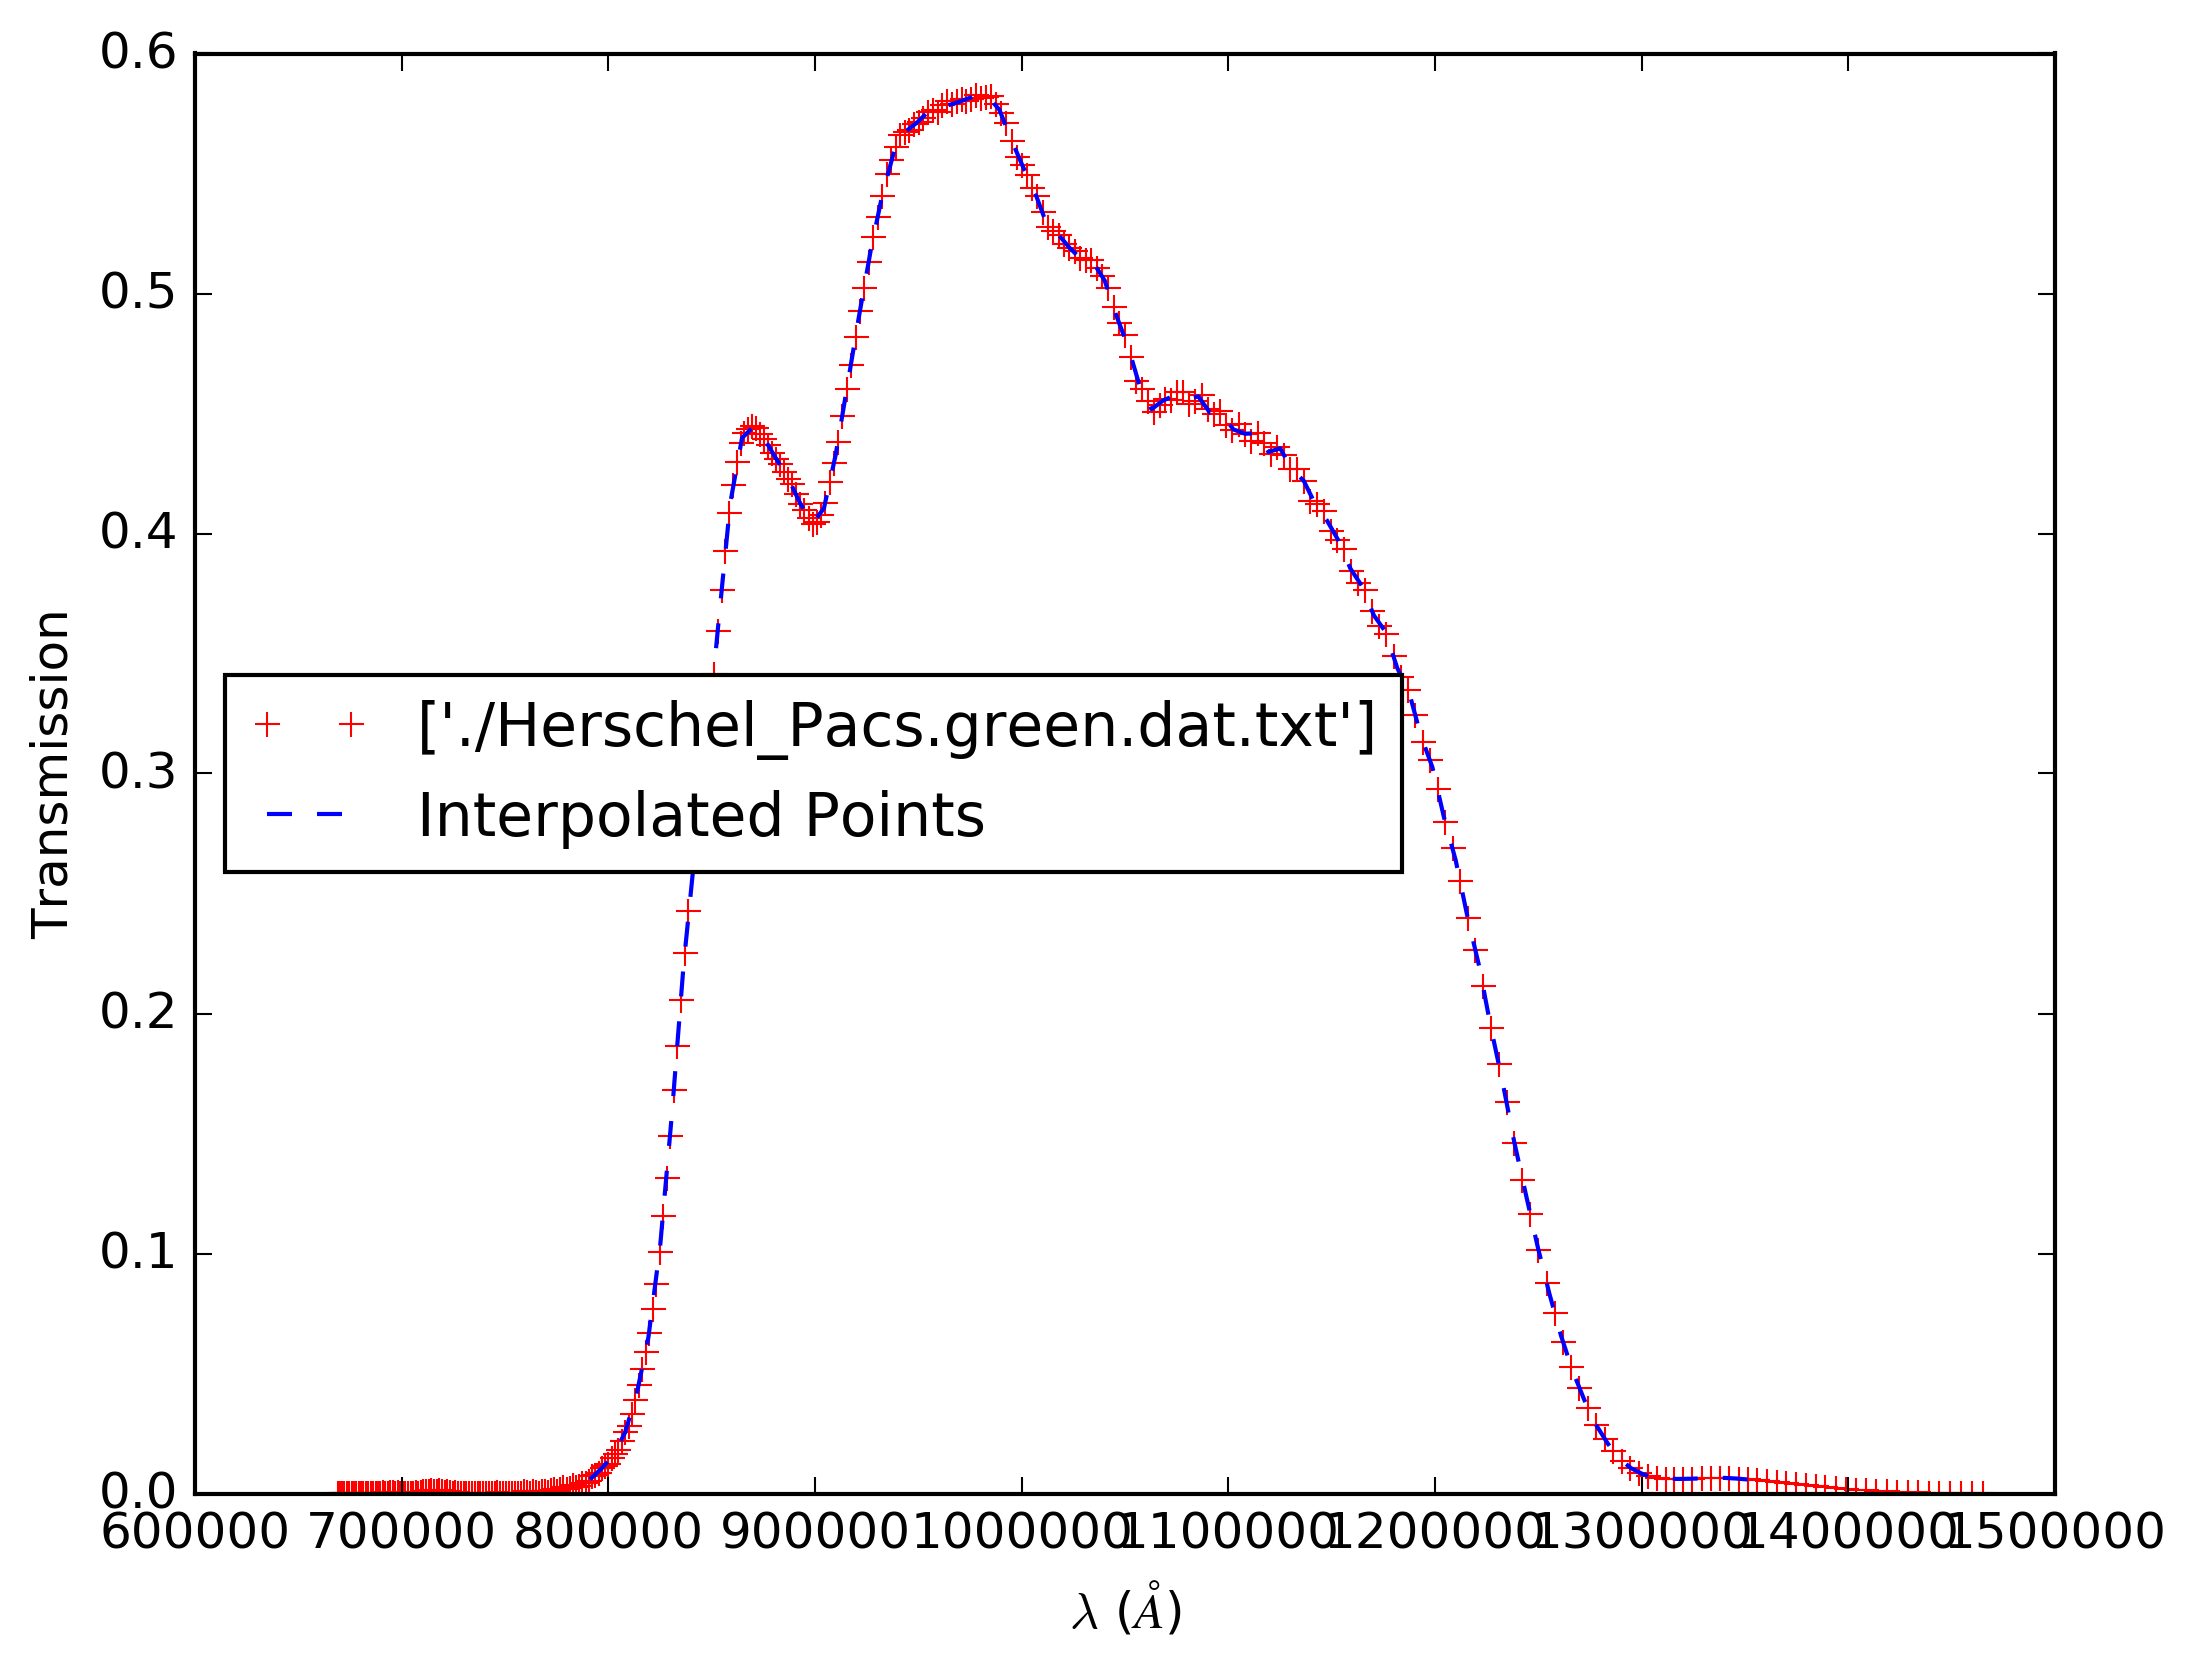 0.6
0.5
0.4
0.3
0.2
0.1
0.0
Transmission
['./Herschel_Pacs.green.dat.txt']
Interpolated Points
600000 700000 800000 900000 1000000 1100000 1200000 1300000 1400000 1500000
λ (Å)